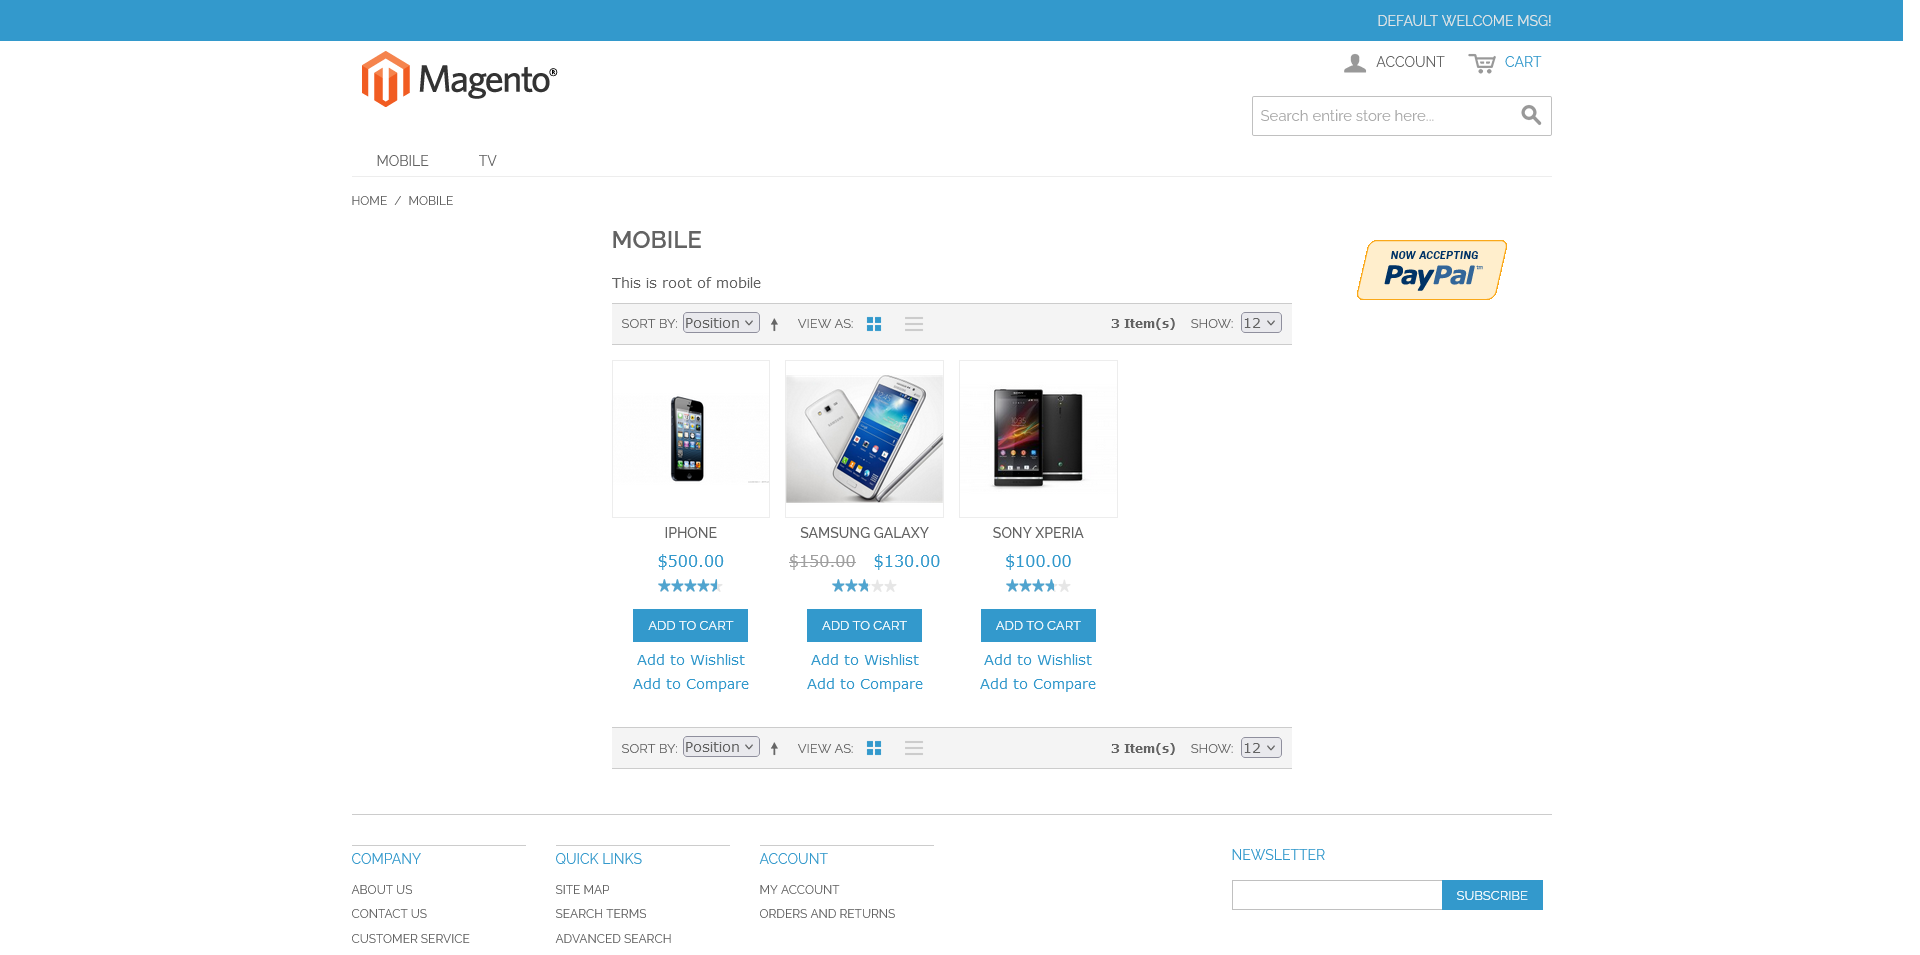 DEFAULT WELCOME MSG!
Magento®
ACCOUNT CART
Search entire store here...
MOBILE TV
HOME / MOBILE
MOBILE
NOW ACCEPTING
PayPal™
This is root of mobile
SORT BY: Position VIEW AS: 3 Item(s) SHOW: 12
IPHONE SAMSUNG GALAXY SONY XPERIA
$500.00 $150.00 $130.00 $100.00
ADD TO CART ADD TO CART ADD TO CART
Add to Wishlist Add to Wishlist Add to Wishlist
Add to Compare Add to Compare Add to Compare
SORT BY: Position VIEW AS: 3 Item(s) SHOW: 12
COMPANY QUICK LINKS ACCOUNT NEWSLETTER
ABOUT US SITE MAP MY ACCOUNT SUBSCRIBE
CONTACT US SEARCH TERMS ORDERS AND RETURNS
CUSTOMER SERVICE ADVANCED SEARCH